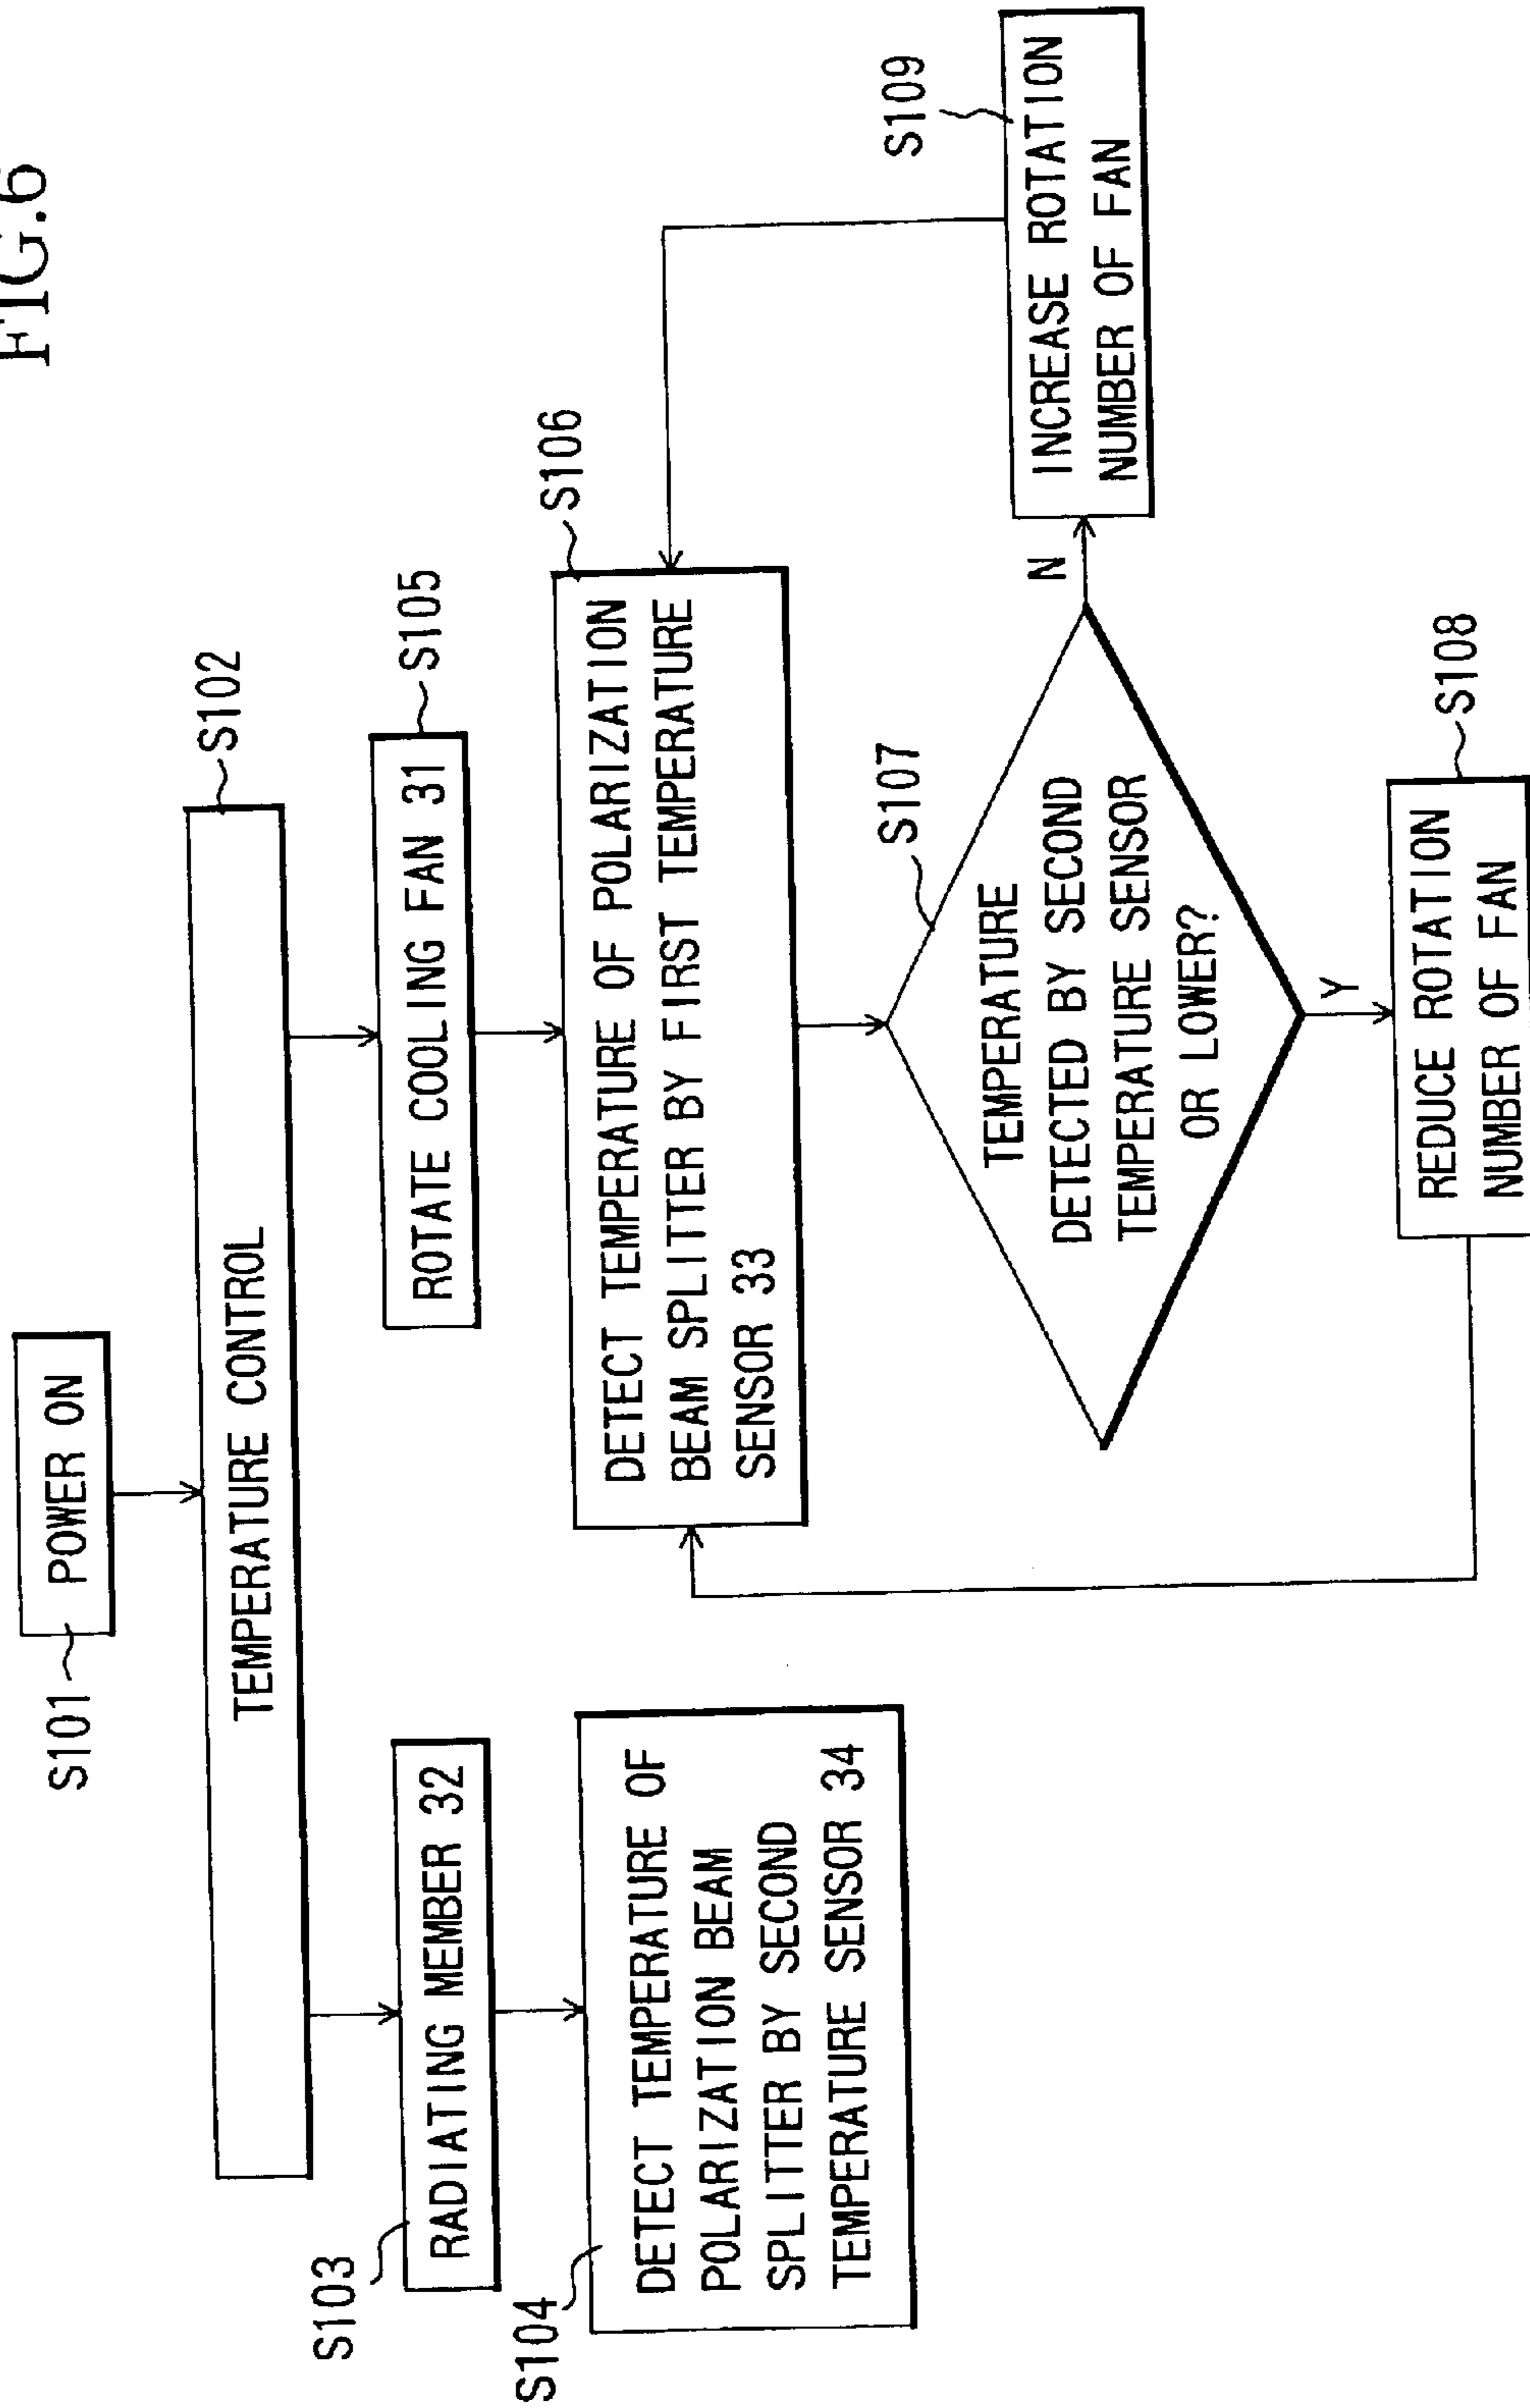 FIG.6
S101
POWER ON
S102
TEMPERATURE CONTROL
S103
RADIATING MEMBER 32
S104
DETECT TEMPERATURE OF
POLARIZATION BEAM
SPLITTER BY SECOND
TEMPERATURE SENSOR 34
S105
ROTATE COOLING FAN 31
S106
DETECT TEMPERATURE OF POLARIZATION
BEAM SPLITTER BY FIRST TEMPERATURE
SENSOR 33
S107
TEMPERATURE
DETECTED BY SECOND
TEMPERATURE SENSOR
OR LOWER?
N
S109
INCREASE ROTATION
NUMBER OF FAN
Y
S108
REDUCE ROTATION
NUMBER OF FAN